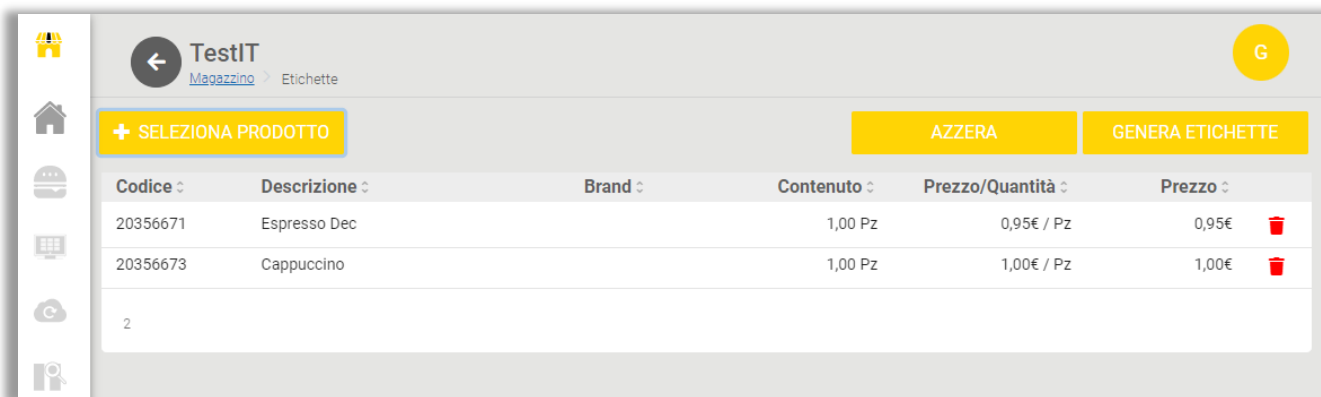 TestIT
G
Magazzino > Etichette
SELEZIONA PRODOTTO AZZERA GENERA ETICHETTE
Codice Descrizione Brand Contenuto Prezzo/Quantità Prezzo
20356671 Espresso Dec 1,00 Pz 0,95€ / Pz 0,95€
20356673 Cappuccino 1,00 Pz 1,00€ / Pz 1,00€
2